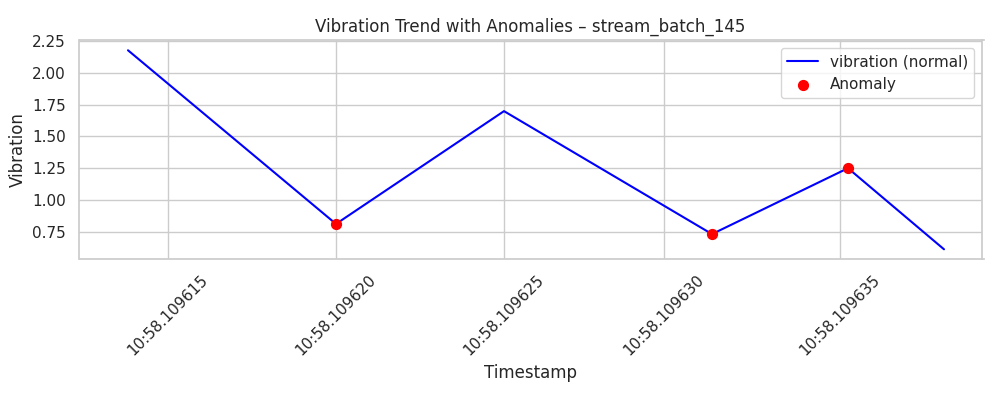 Vibration Trend with Anomalies – stream_batch_145
vibration (normal)
Anomaly
Vibration
2.25
2.00
1.75
1.50
1.25
1.00
0.75
10:58.109615
10:58.109620
10:58.109625
10:58.109630
10:58.109635
Timestamp